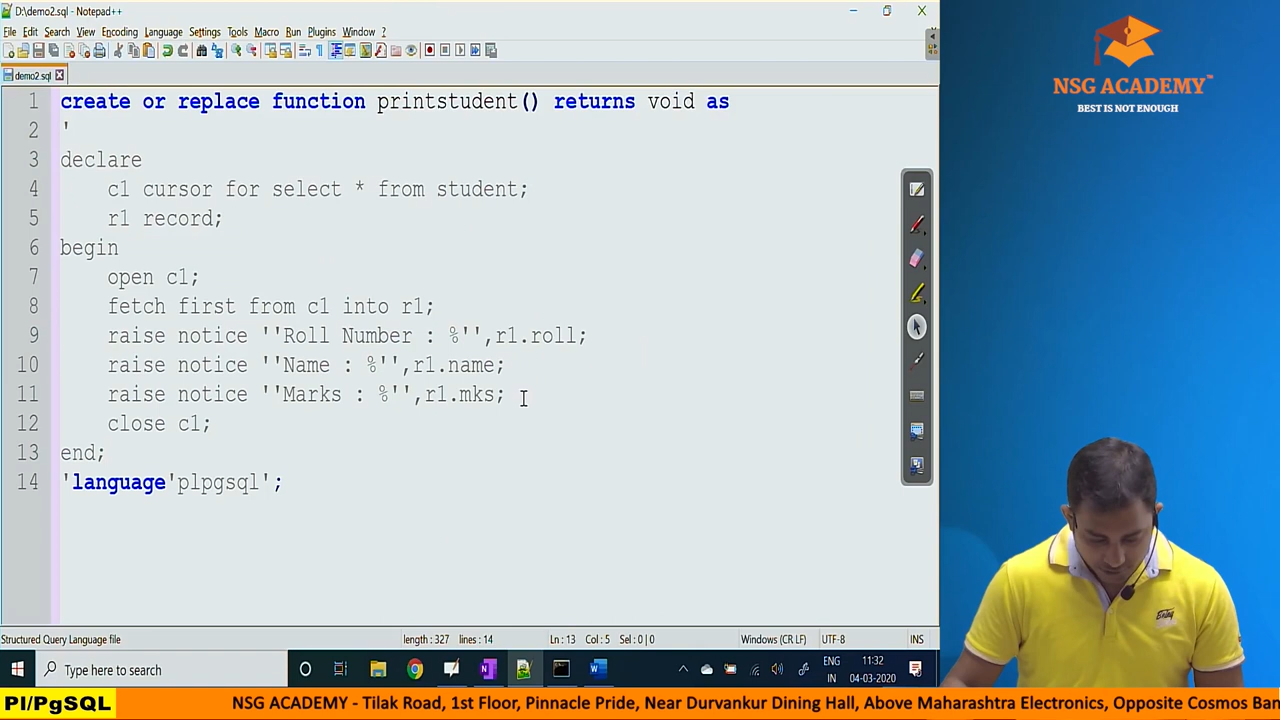 D:\demo2.sql - Notepad++
File Edit Search View Encoding Language Settings Tools Macro Run Plugins Window ?
demo2.sql
1 create or replace function printstudent() returns void as
2 '
3 declare
4 c1 cursor for select * from student;
5 r1 record;
6 begin
7 open c1;
8 fetch first from c1 into r1;
9 raise notice ''Roll Number : %'',r1.roll;
10 raise notice ''Name : %'',r1.name;
11 raise notice ''Marks : %'',r1.mks;
12 close c1;
13 end;
14 'language'plpgsql';
Structured Query Language file length : 327 lines : 14 Ln : 13 Col : 5 Sel : 0 | 0 Windows (CR LF) UTF-8 INS
Type here to search
ENG
IN
11:32
04-03-2020
NSG ACADEMY™
BEST IS NOT ENOUGH
Pl/PgSQL
NSG ACADEMY - Tilak Road, 1st Floor, Pinnacle Pride, Near Durvankur Dining Hall, Above Maharashtra Electronics, Opposite Cosmos Ban